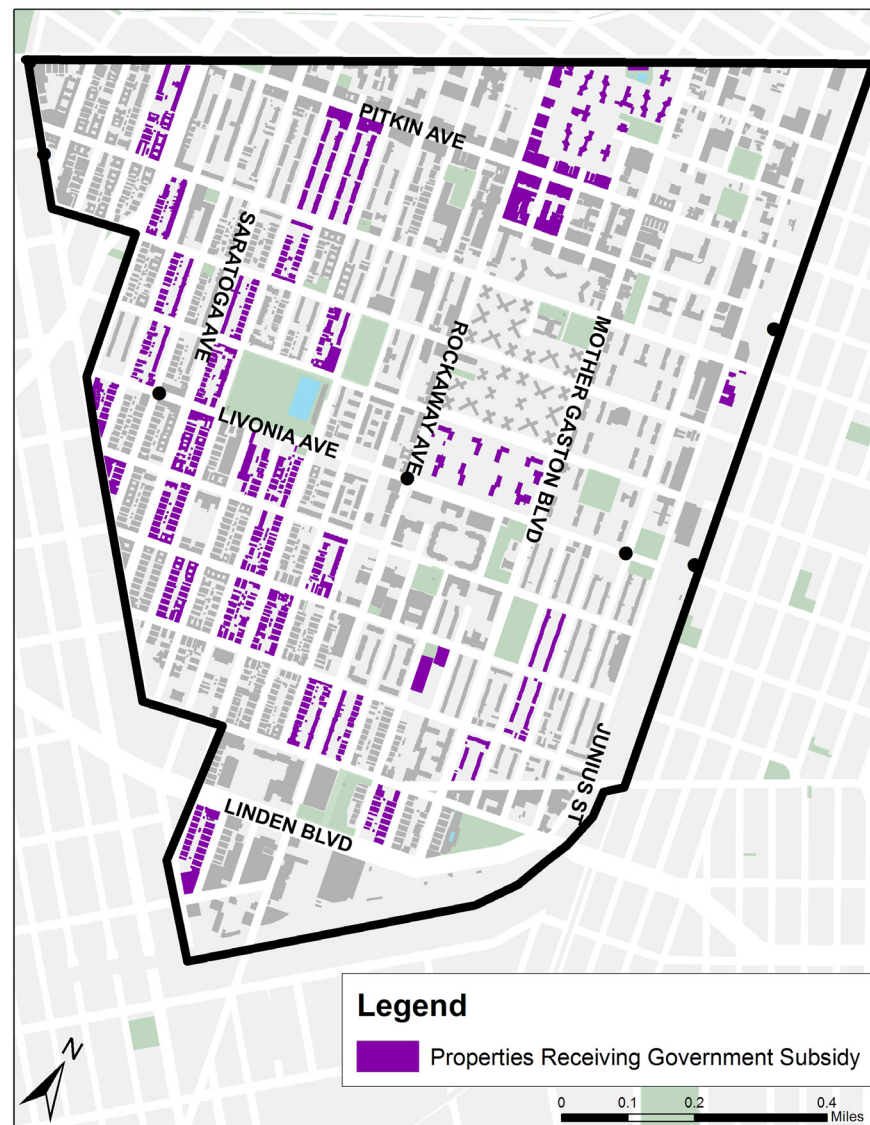 PITKIN AVE
SARATOGA AVE
ROCKAWAY AVE
MOTHER GASTON BLVD
LIVONIA AVE
JUNIUS ST
LINDEN BLVD
Legend
Properties Receiving Government Subsidy
N
0 0.1 0.2 0.4
Miles